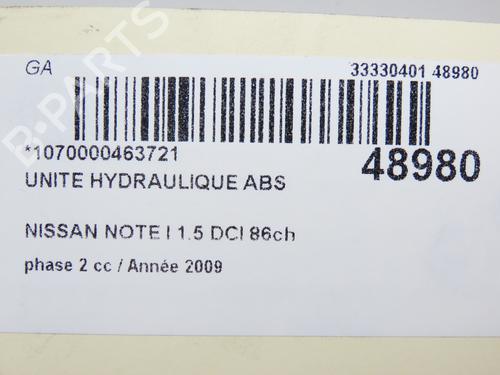 GA
33330401 48980
*1070000463721
48980
UNITE HYDRAULIQUE ABS
NISSAN NOTE I 1.5 DCI 86ch
phase 2 cc / Année 2009
B-PARTS